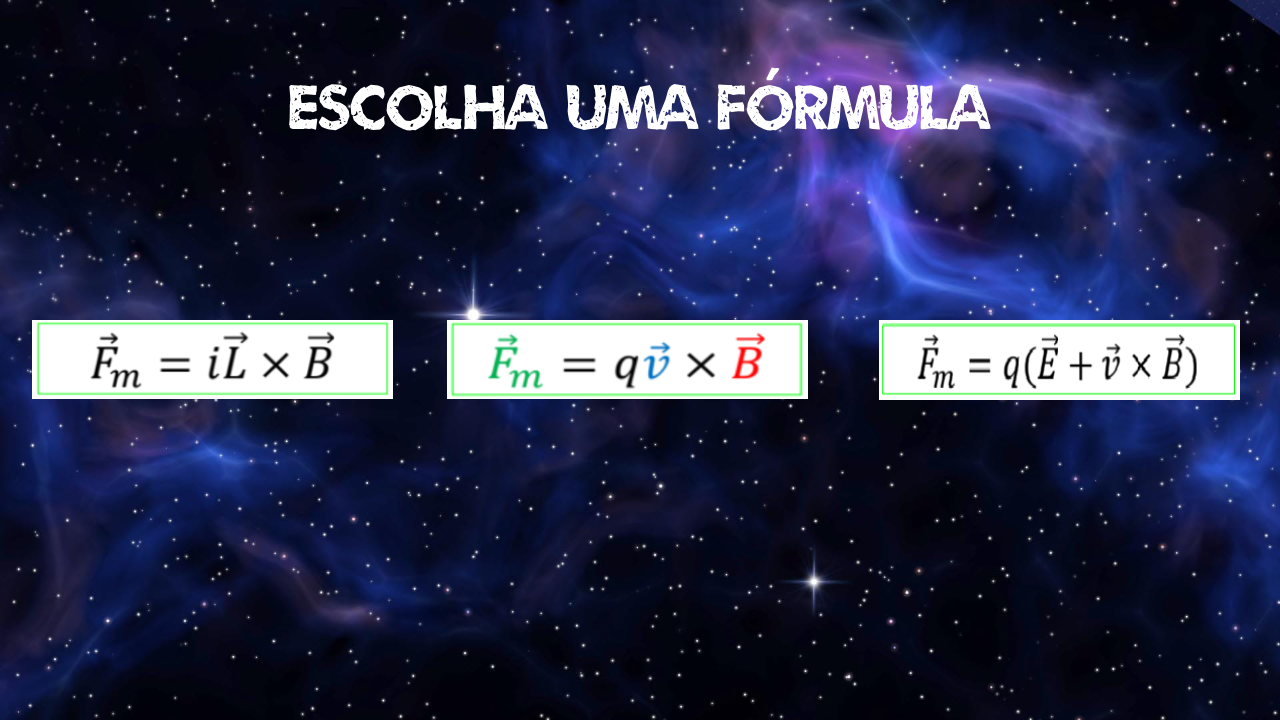 ESCOLHA UMA FÓRMULA
$\vec{F}_m = i\vec{L} \times \vec{B}$
$\vec{F}_m = q\vec{v} \times \vec{B}$
$\vec{F}_m = q(\vec{E} + \vec{v} \times \vec{B})$